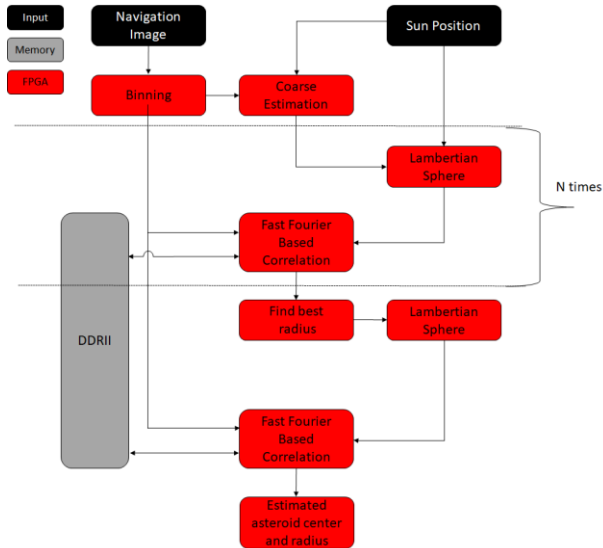 Input
Navigation
Image
Sun Position
Memory
FPGA
Binning
Coarse
Estimation
Lambertian
Sphere
N times
Fast Fourier
Based
Correlation
Find best
radius
Lambertian
Sphere
DDRII
Fast Fourier
Based
Correlation
Estimated
asteroid center
and radius